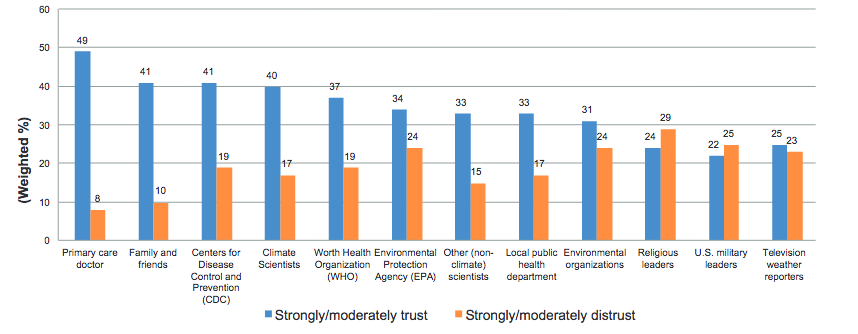 60
50
40
30
20
10
0
(Weighted %)
49
8
41
10
41
19
40
17
37
19
34
24
33
15
33
17
31
24
24
29
22
25
25
23
Primary care
doctor
Family and
friends
Centers for
Disease
Control and
Prevention
(CDC)
Climate
Scientists
Worth Health
Organization
(WHO)
Environmental
Protection
Agency (EPA)
Other (non-
climate)
scientists
Local public
health
department
Environmental
organizations
Religious
leaders
U.S. military
leaders
Television
weather
reporters
Strongly/moderately trust
Strongly/moderately distrust